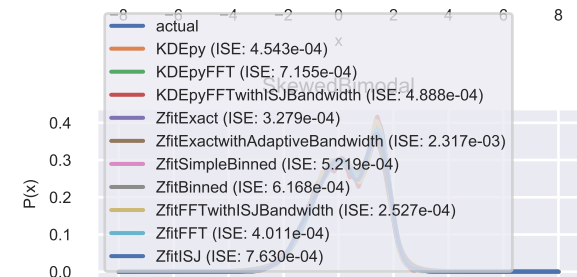 −8 −6 −4 −2 0 2 4 6 8
actual
x
KDEpy (ISE: 4.543e-04)
KDEpyFFT (ISE: 7.155e-04)
SkewedBimodal
KDEpyFFTwithISJBandwidth (ISE: 4.888e-04)
ZfitExact (ISE: 3.279e-04)
ZfitExactwithAdaptiveBandwidth (ISE: 2.317e-03)
ZfitSimpleBinned (ISE: 5.219e-04)
ZfitBinned (ISE: 6.168e-04)
ZfitFFTwithISJBandwidth (ISE: 2.527e-04)
ZfitFFT (ISE: 4.011e-04)
ZfitISJ (ISE: 7.630e-04)
P(x)
0.4
0.3
0.2
0.1
0.0